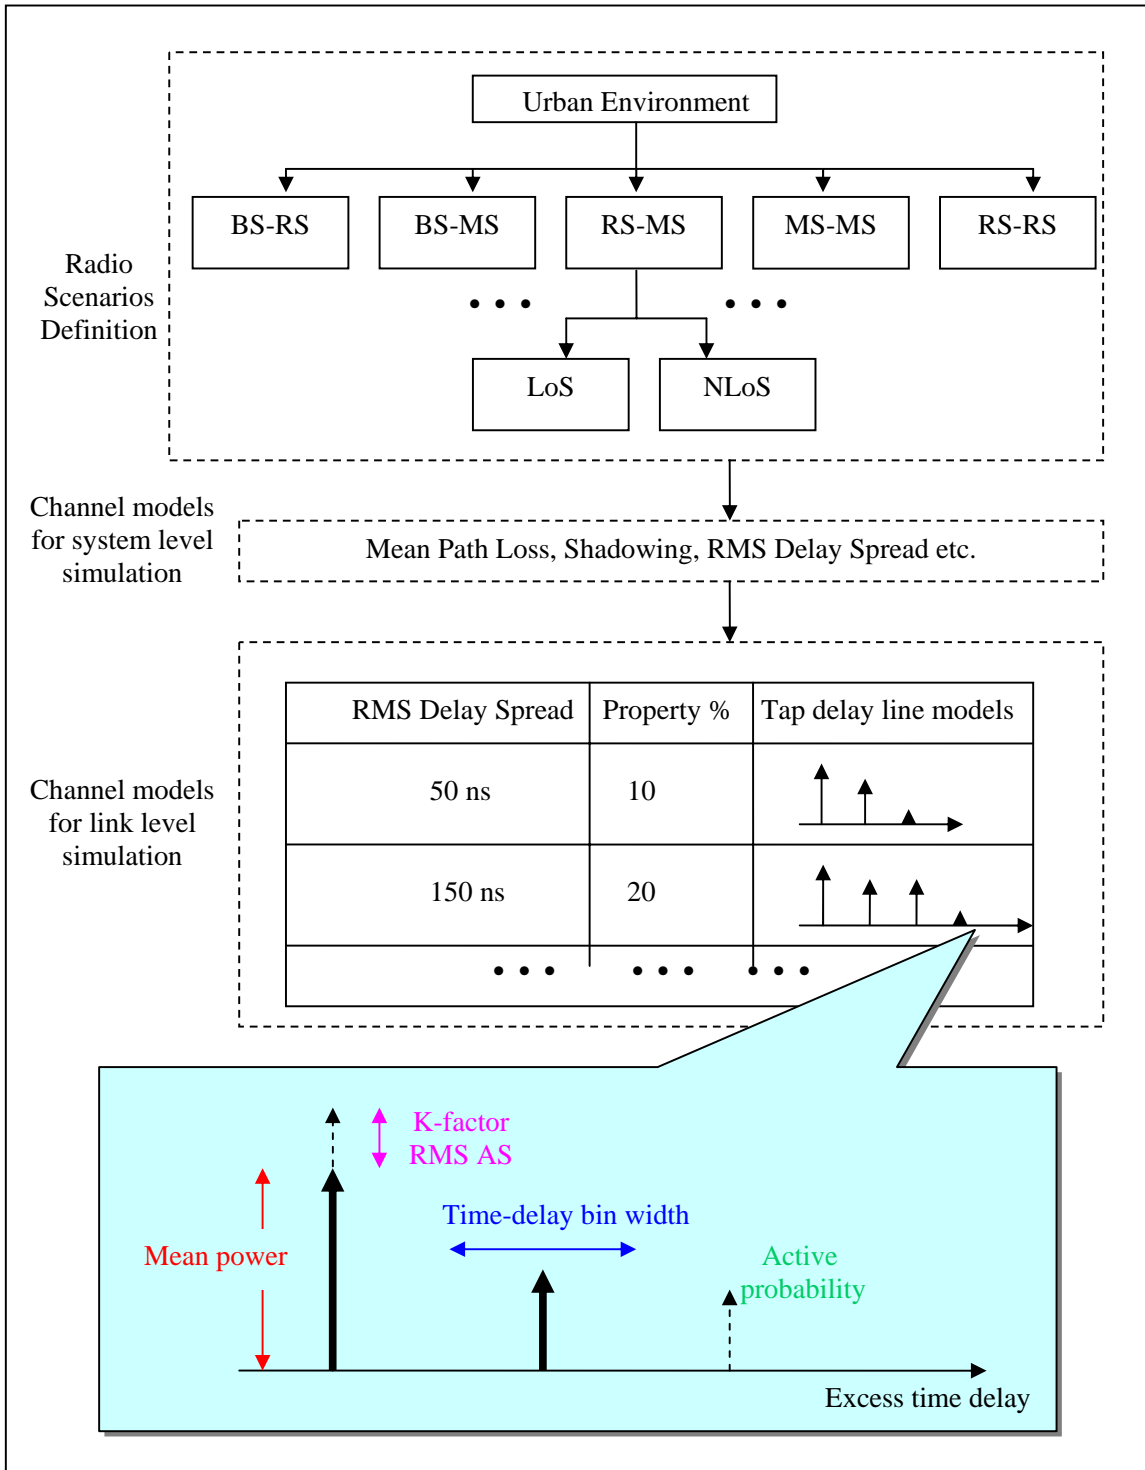 Urban Environment
BS-RS
BS-MS
RS-MS
MS-MS
RS-RS
Radio
Scenarios
Definition
LoS
NLoS
Channel models
for system level
simulation
Mean Path Loss, Shadowing, RMS Delay Spread etc.
RMS Delay Spread
Property %
Tap delay line models
50 ns
10
Channel models
for link level
simulation
150 ns
20
K-factor
RMS AS
Time-delay bin width
Mean power
Active
probability
Excess time delay